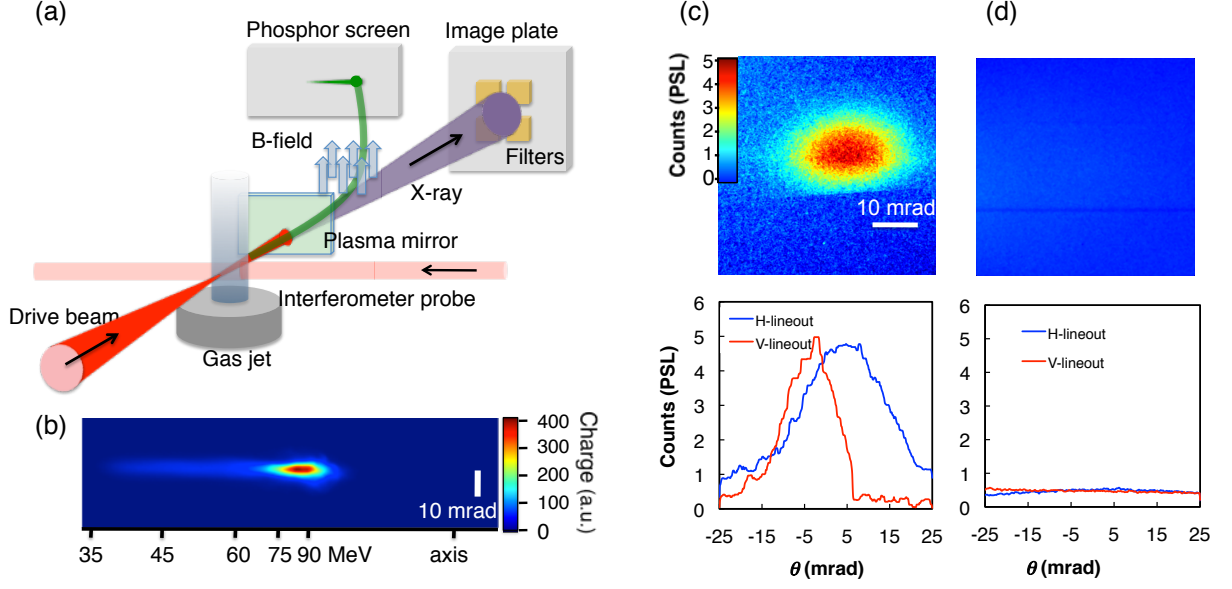 (a)
Phosphor screen
Image plate
B-field
Filters
X-ray
Plasma mirror
Interferometer probe
Drive beam
Gas jet
(b)
400
300
200
100
0
Charge (a.u.)
10 mrad
35 45 60 75 90 MeV axis
(c)
5
4
3
2
1
0
Counts (PSL)
10 mrad
6
5
4
3
2
1
0
Counts (PSL)
H-lineout
V-lineout
-25 -15 -5 5 15 25
θ (mrad)
(d)
6
5
4
3
2
1
0
H-lineout
V-lineout
-25 -15 -5 5 15 25
θ (mrad)